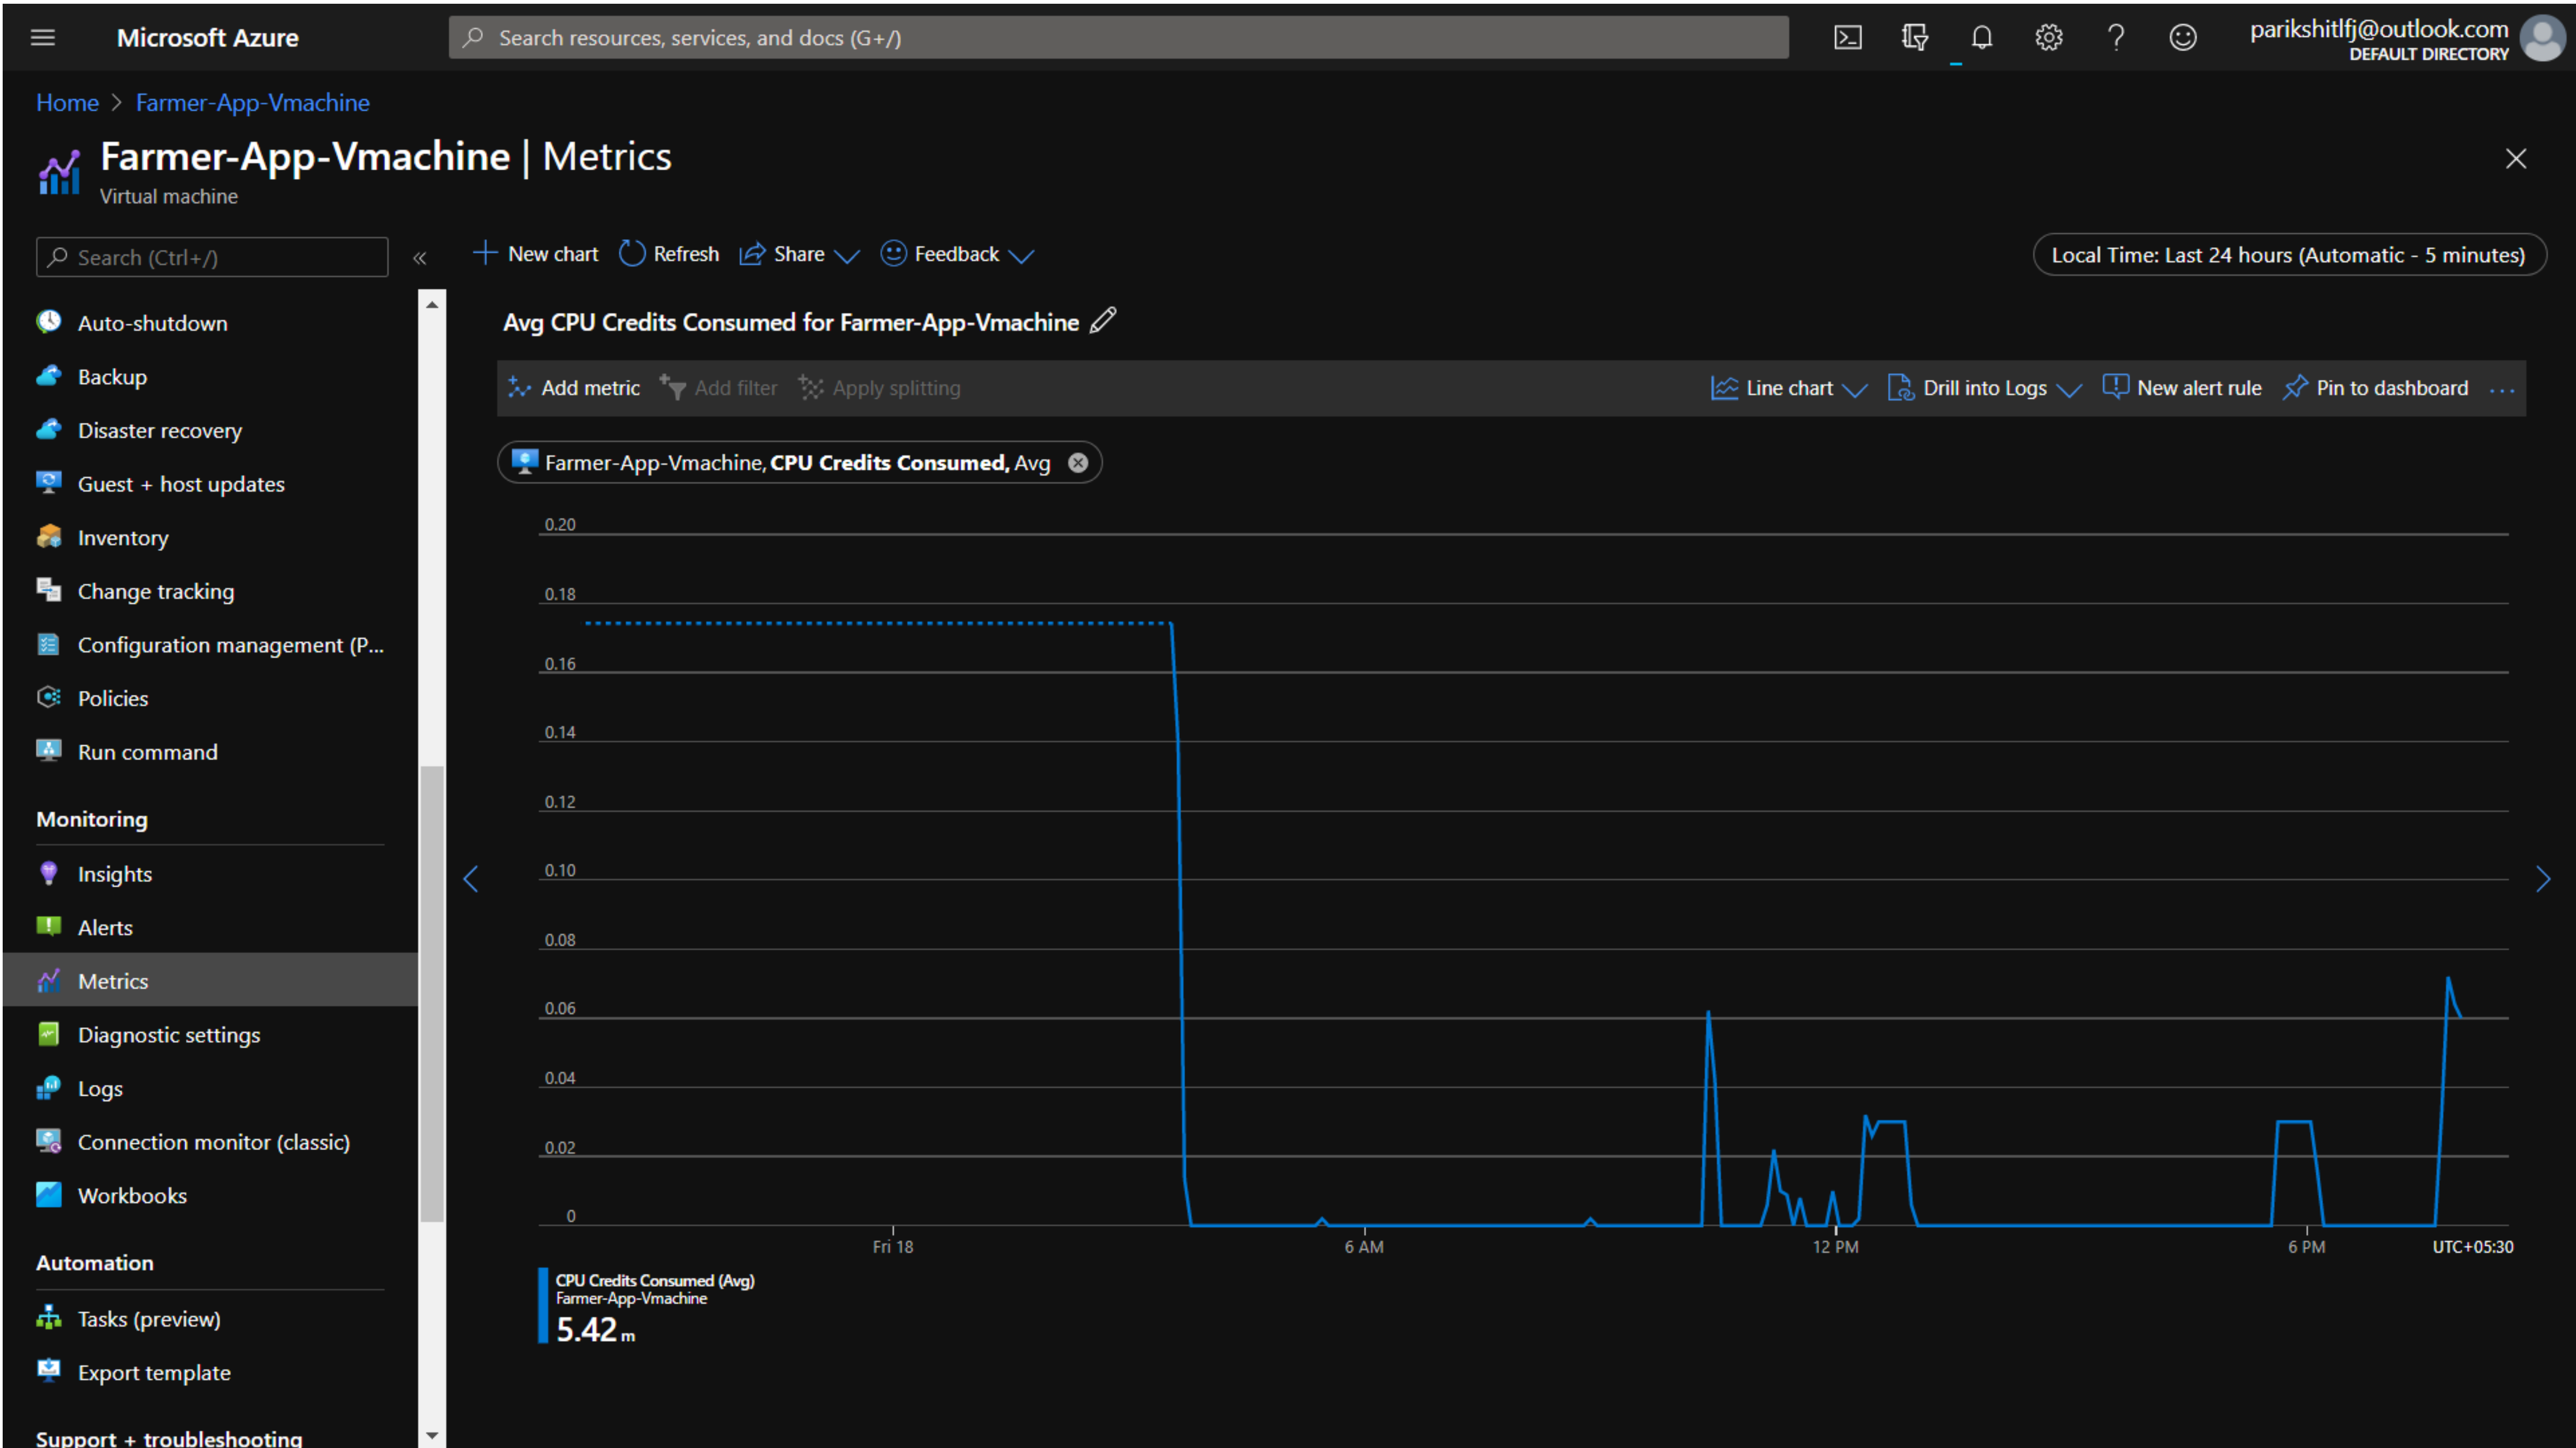 Microsoft Azure
Search resources, services, and docs (G+/)
parikshitlfj@outlook.com
DEFAULT DIRECTORY
Home > Farmer-App-Vmachine
Farmer-App-Vmachine | Metrics
Virtual machine
Search (Ctrl+/)
«
New chart
Refresh
Share
Feedback
Local Time: Last 24 hours (Automatic - 5 minutes)
Auto-shutdown
Backup
Disaster recovery
Guest + host updates
Inventory
Change tracking
Configuration management (P...
Policies
Run command
Monitoring
Insights
Alerts
Metrics
Diagnostic settings
Logs
Connection monitor (classic)
Workbooks
Automation
Tasks (preview)
Export template
Support + troubleshooting
Avg CPU Credits Consumed for Farmer-App-Vmachine
Add metric
Add filter
Apply splitting
Line chart
Drill into Logs
New alert rule
Pin to dashboard
...
Farmer-App-Vmachine, CPU Credits Consumed, Avg
0.20
0.18
0.16
0.14
0.12
0.10
0.08
0.06
0.04
0.02
0
Fri 18
6 AM
12 PM
6 PM
UTC+05:30
CPU Credits Consumed (Avg)
Farmer-App-Vmachine
5.42 m